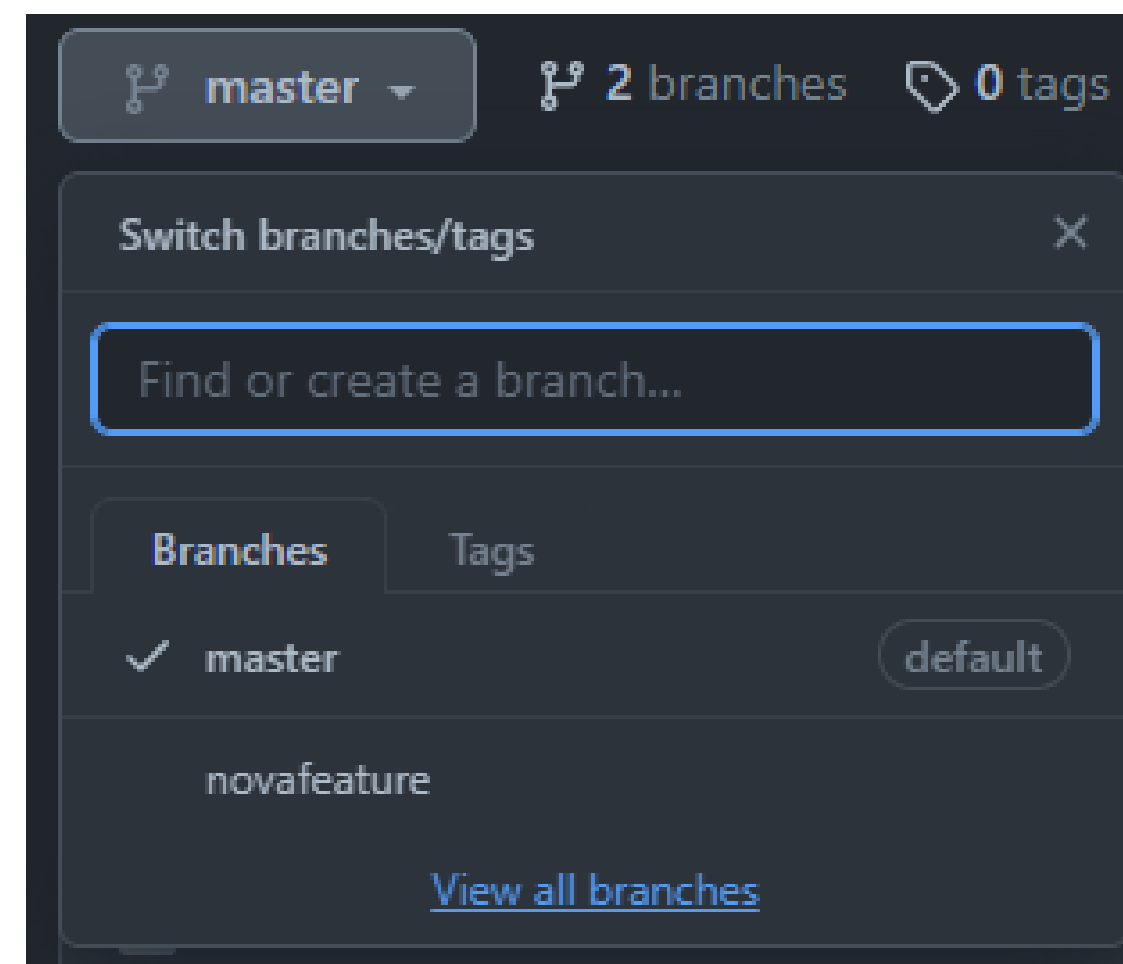 master 2 branches 0 tags
Switch branches/tags
Find or create a branch...
Branches Tags
master default
novafeature
View all branches